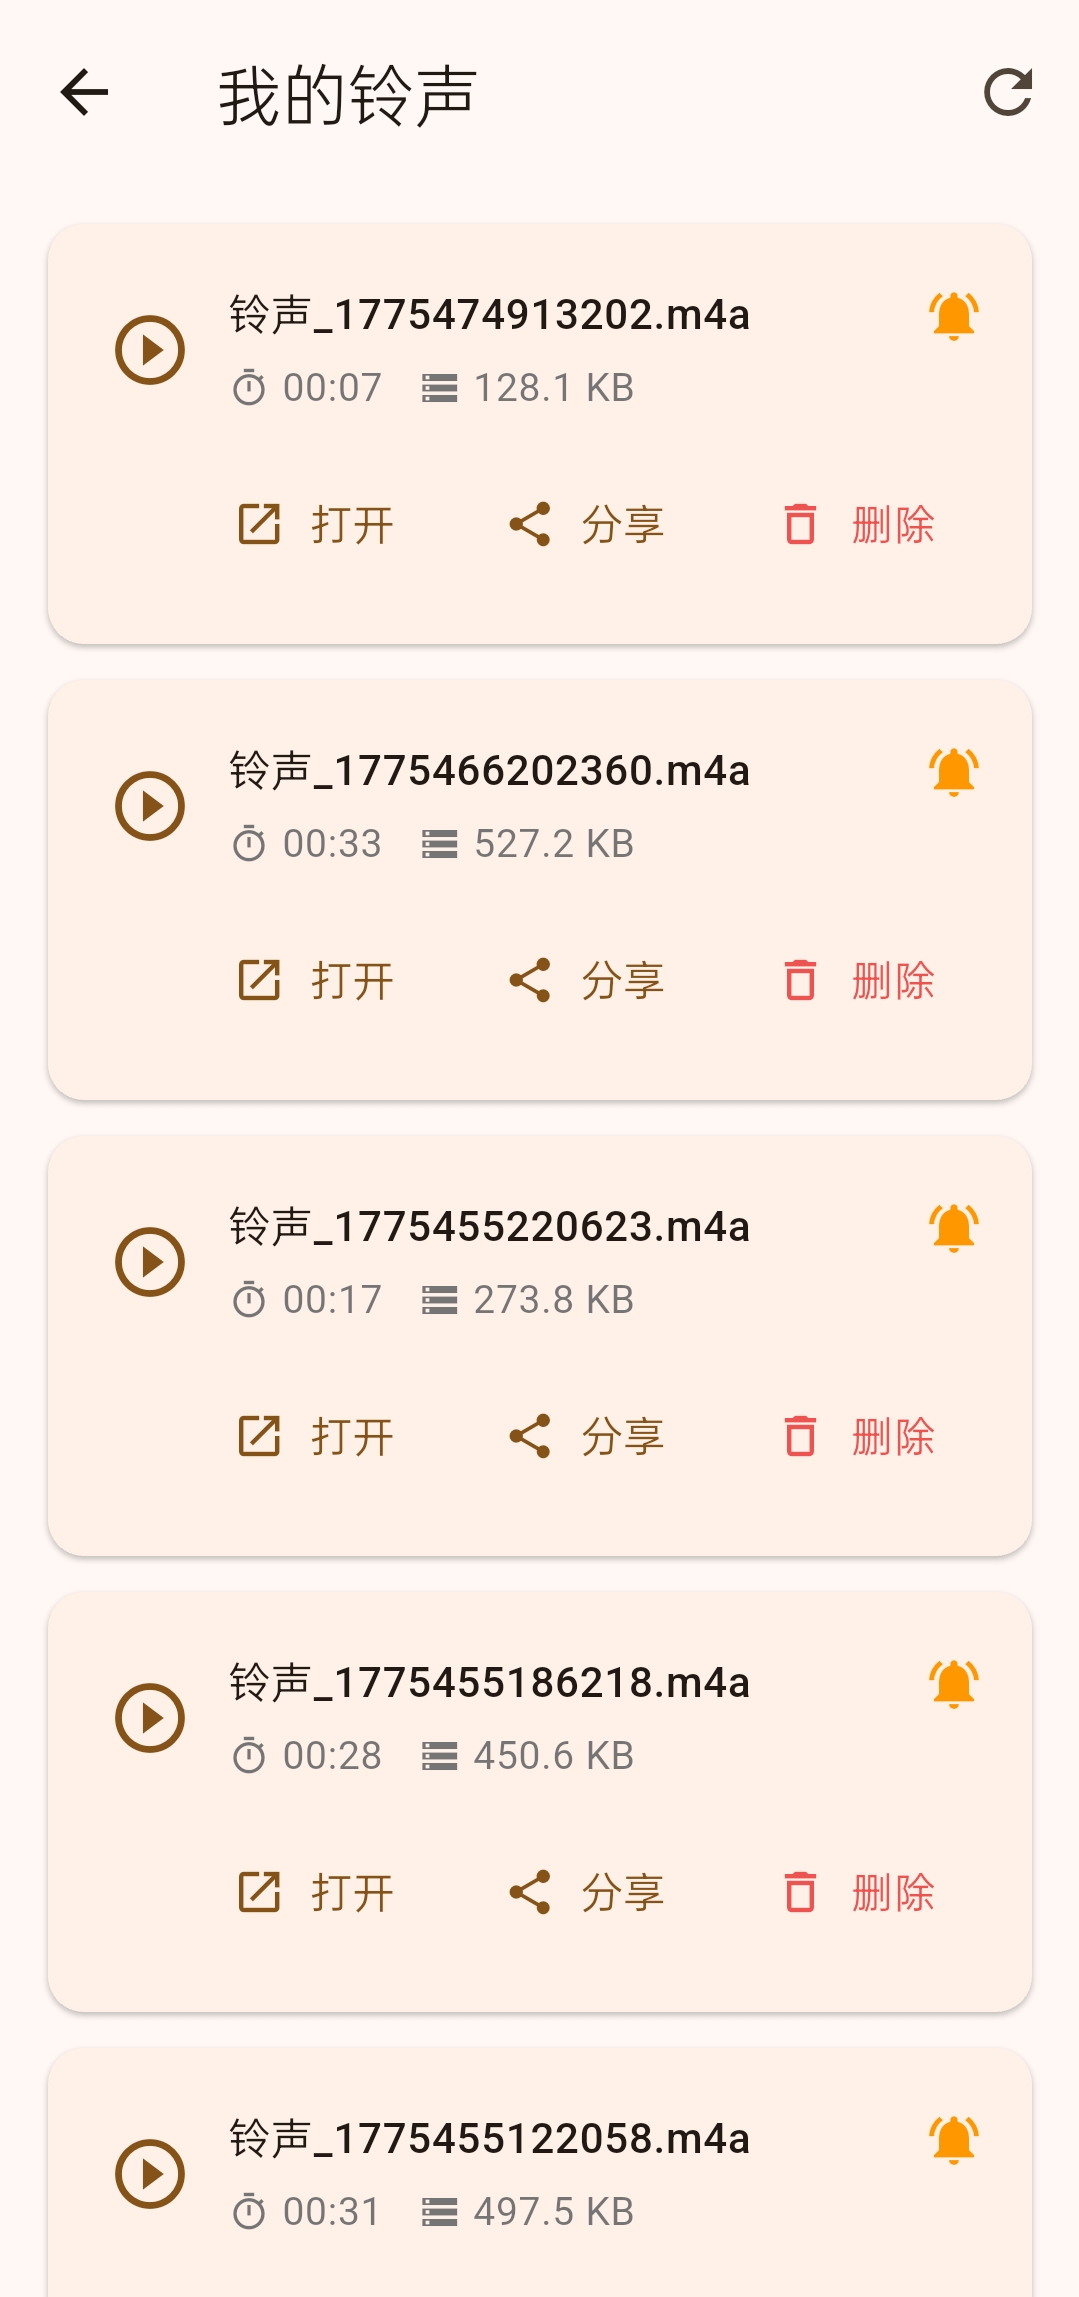 我的铃声
铃声_1775474913202.m4a
00:07 128.1 KB
打开 分享 删除
铃声_1775466202360.m4a
00:33 527.2 KB
打开 分享 删除
铃声_1775455220623.m4a
00:17 273.8 KB
打开 分享 删除
铃声_1775455186218.m4a
00:28 450.6 KB
打开 分享 删除
铃声_1775455122058.m4a
00:31 497.5 KB